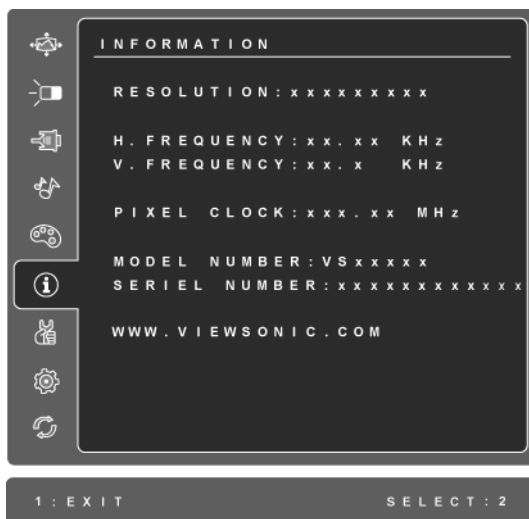 INFORMATION
RESOLUTION:xxxxxxxxx
H. FREQUENCY:xx.xx KHz
V. FREQUENCY:xx.x KHz
PIXEL CLOCK:xxx.xx MHz
MODEL NUMBER:VSxxxxx
SERIEL NUMBER:xxxxxxxxxxxx
WWW.VIEWSONIC.COM
1:EXIT SELECT:2